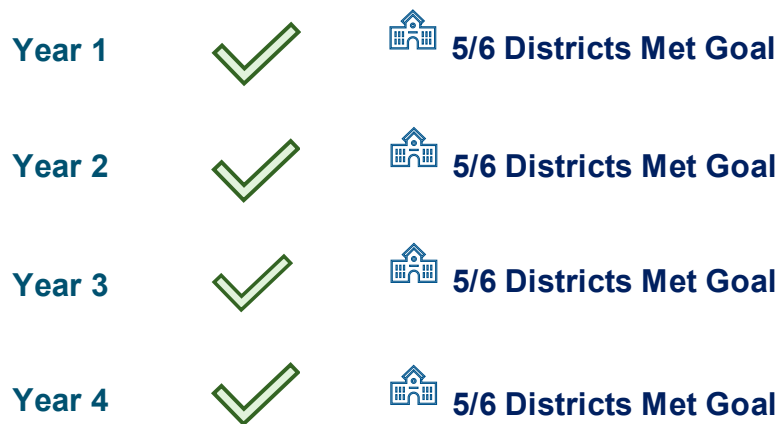 Year 1 5/6 Districts Met Goal
Year 2 5/6 Districts Met Goal
Year 3 5/6 Districts Met Goal
Year 4 5/6 Districts Met Goal